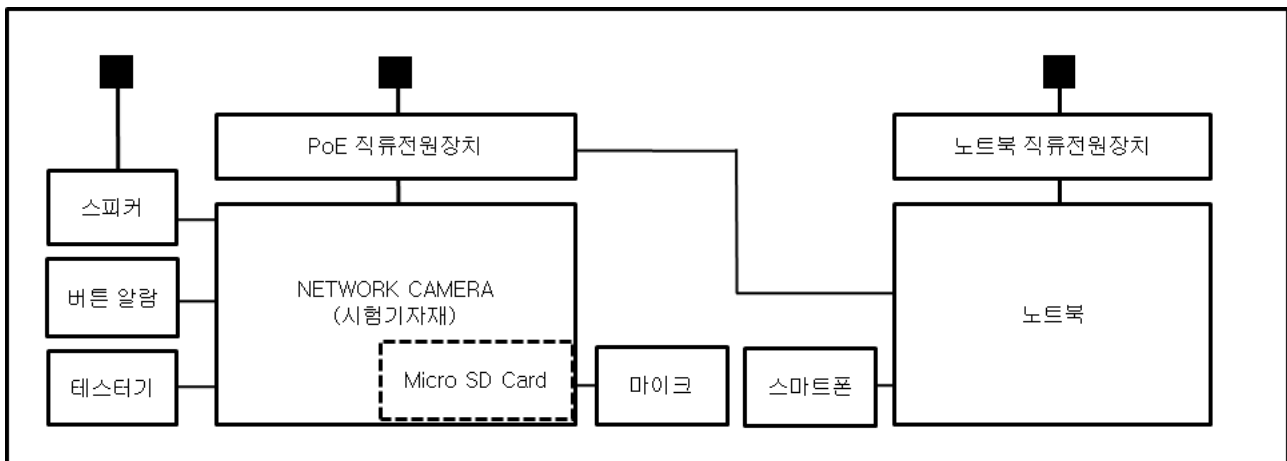 PoE 직류전원장치
노트북 직류전원장치
스피커
버튼 알람
NETWORK CAMERA
(시험기자재)
노트북
테스터기
Micro SD Card
마이크
스마트폰